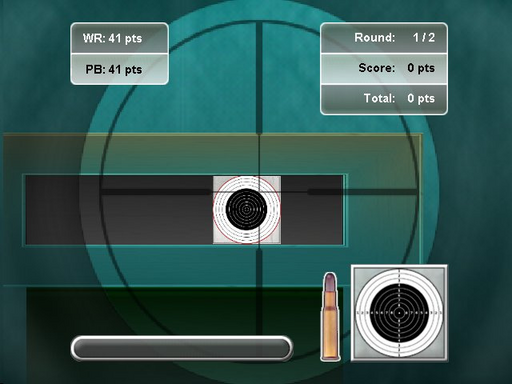 WR: 41 pts
PB: 41 pts
Round: 1 / 2
Score: 0 pts
Total: 0 pts